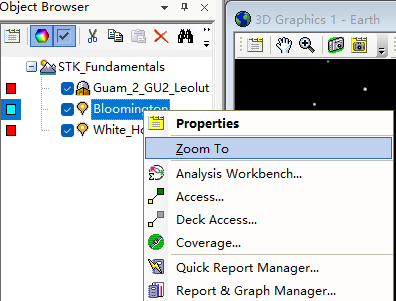 Object Browser
3D Graphics 1 - Earth
STK_Fundamentals
Guam_2_GU2_Leolut
Bloomington
White_Ho
Properties
Zoom To
Analysis Workbench...
Access...
Deck Access...
Coverage...
Quick Report Manager...
Report & Graph Manager...